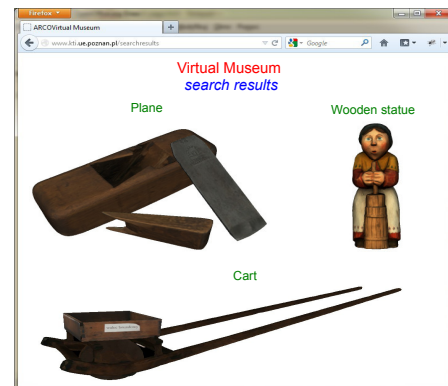 Firefox
ARCOVirtual Museum
www.kti.ue.poznan.pl/searchresults
Google
Virtual Museum
search results
Plane
Wooden statue
Cart